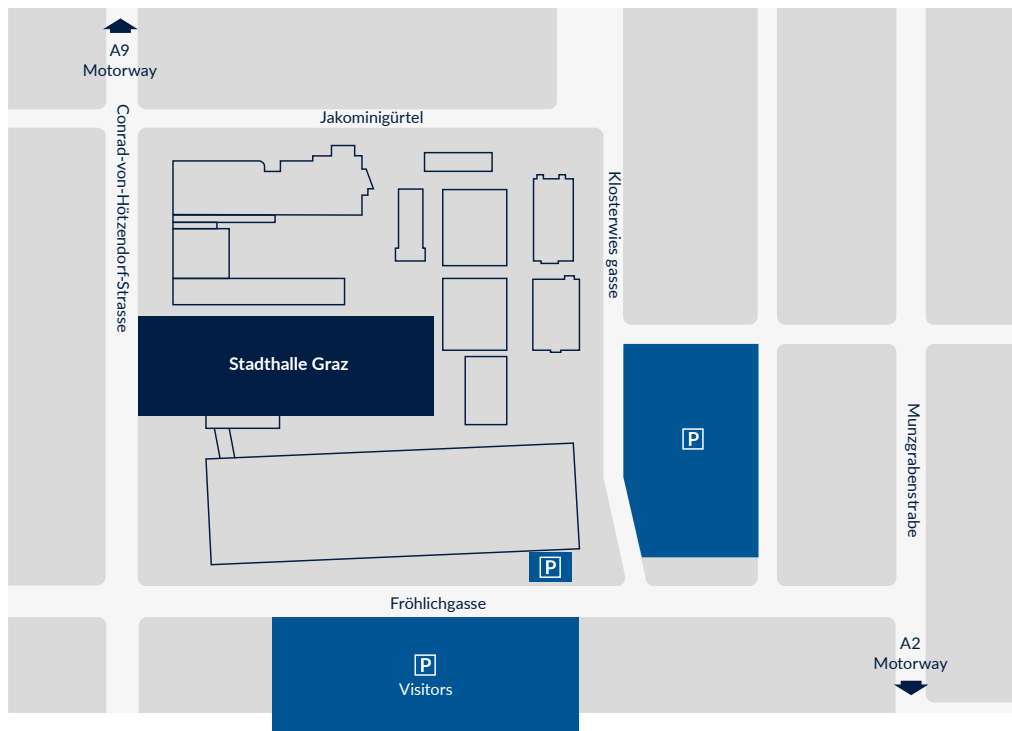 A9
Motorway
Jakominigürtel
Conrad-von-Hötzendorf-Strasse
Klosterwies gasse
Stadthalle Graz
P
Munzgrabenstrabe
P
Fröhlichgasse
A2
Motorway
P
Visitors